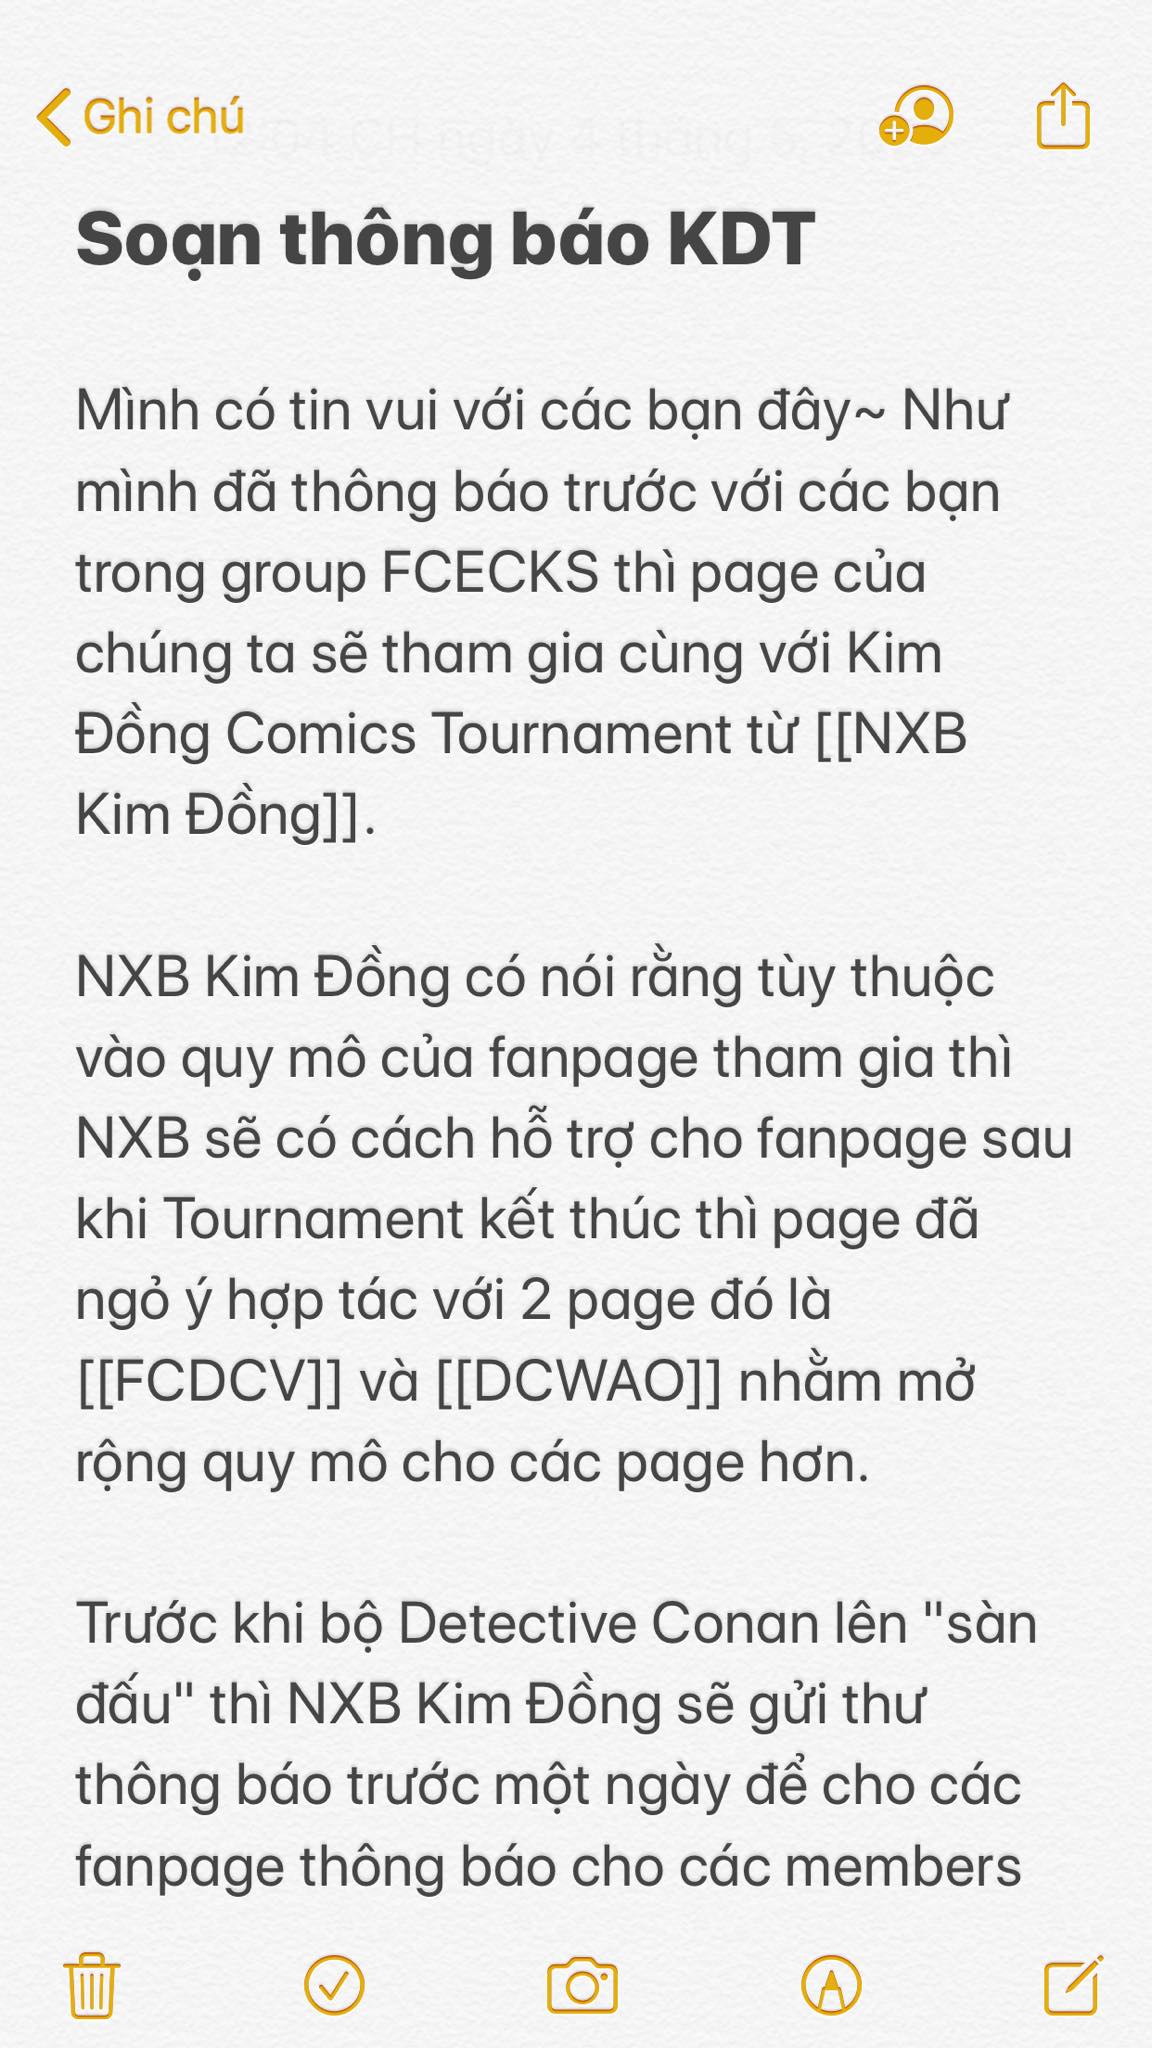 Ghi chú
Soạn thông báo KDT
Mình có tin vui với các bạn đây~ Như
mình đã thông báo trước với các bạn
trong group FCECKS thì page của
chúng ta sẽ tham gia cùng với Kim
Đồng Comics Tournament từ [[NXB
Kim Đồng]].
NXB Kim Đồng có nói rằng tùy thuộc
vào quy mô của fanpage tham gia thì
NXB sẽ có cách hỗ trợ cho fanpage sau
khi Tournament kết thúc thì page đã
ngỏ ý hợp tác với 2 page đó là
[[FCDCV]] và [[DCWAO]] nhằm mở
rộng quy mô cho các page hơn.
Trước khi bộ Detective Conan lên "sàn
đấu" thì NXB Kim Đồng sẽ gửi thư
thông báo trước một ngày để cho các
fanpage thông báo cho các members